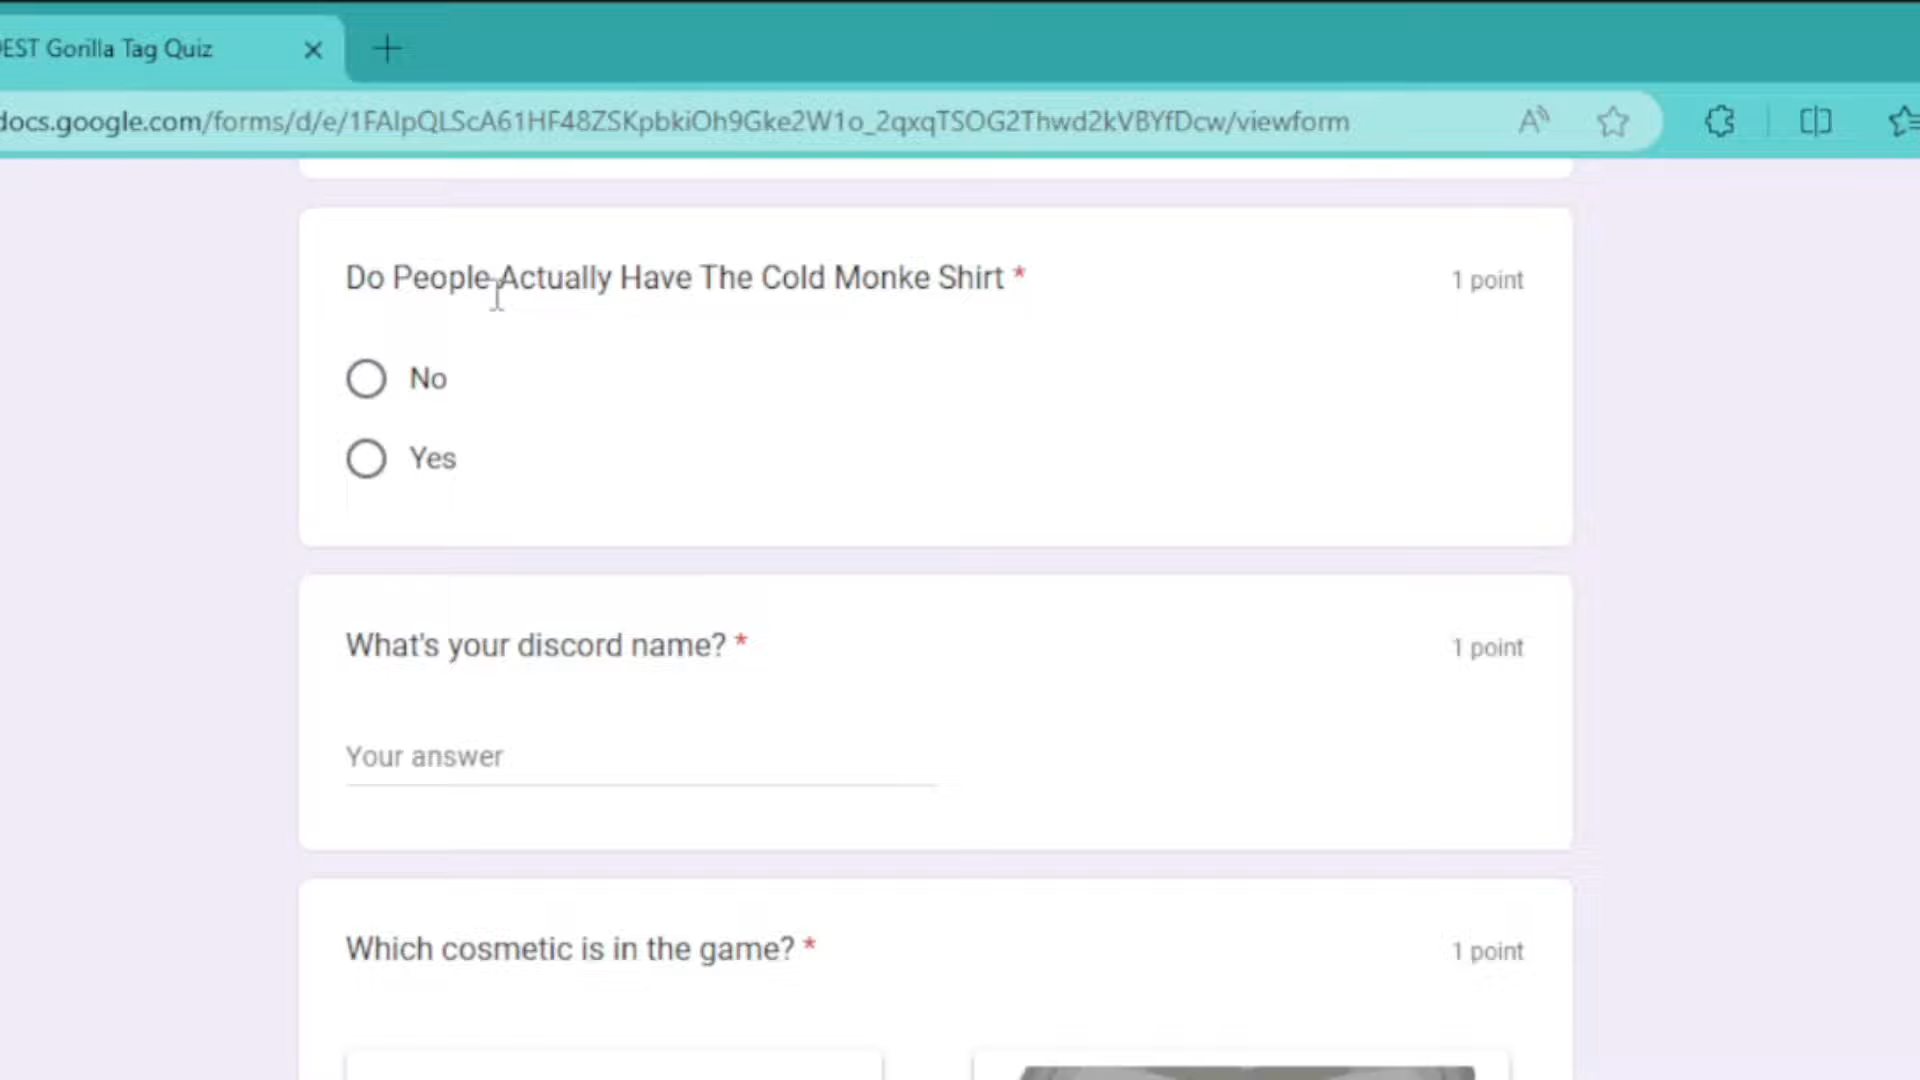 EST Gorilla Tag Quiz
docs.google.com/forms/d/e/1FAIpQLScA61HF48ZSKpbkiOh9Gke2W1o_2qxqTSOG2Thwd2kVBYfDcw/viewform
Do People Actually Have The Cold Monke Shirt *
1 point
No
Yes
What's your discord name? *
1 point
Your answer
Which cosmetic is in the game? *
1 point